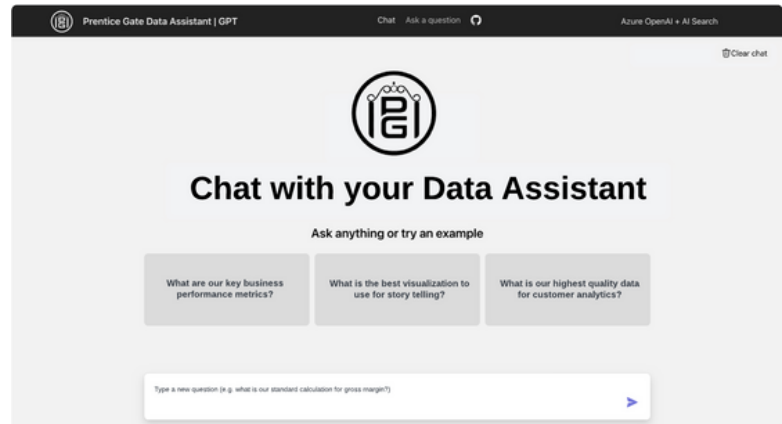 Prentice Gate Data Assistant | GPT
Chat Ask a question
Azure OpenAI + AI Search
Clear chat
PG
Chat with your Data Assistant
Ask anything or try an example
What are our key business
performance metrics?
What is the best visualization to
use for story telling?
What is our highest quality data
for customer analytics?
Type a new question (e.g. what is our standard calculation for gross margin?)